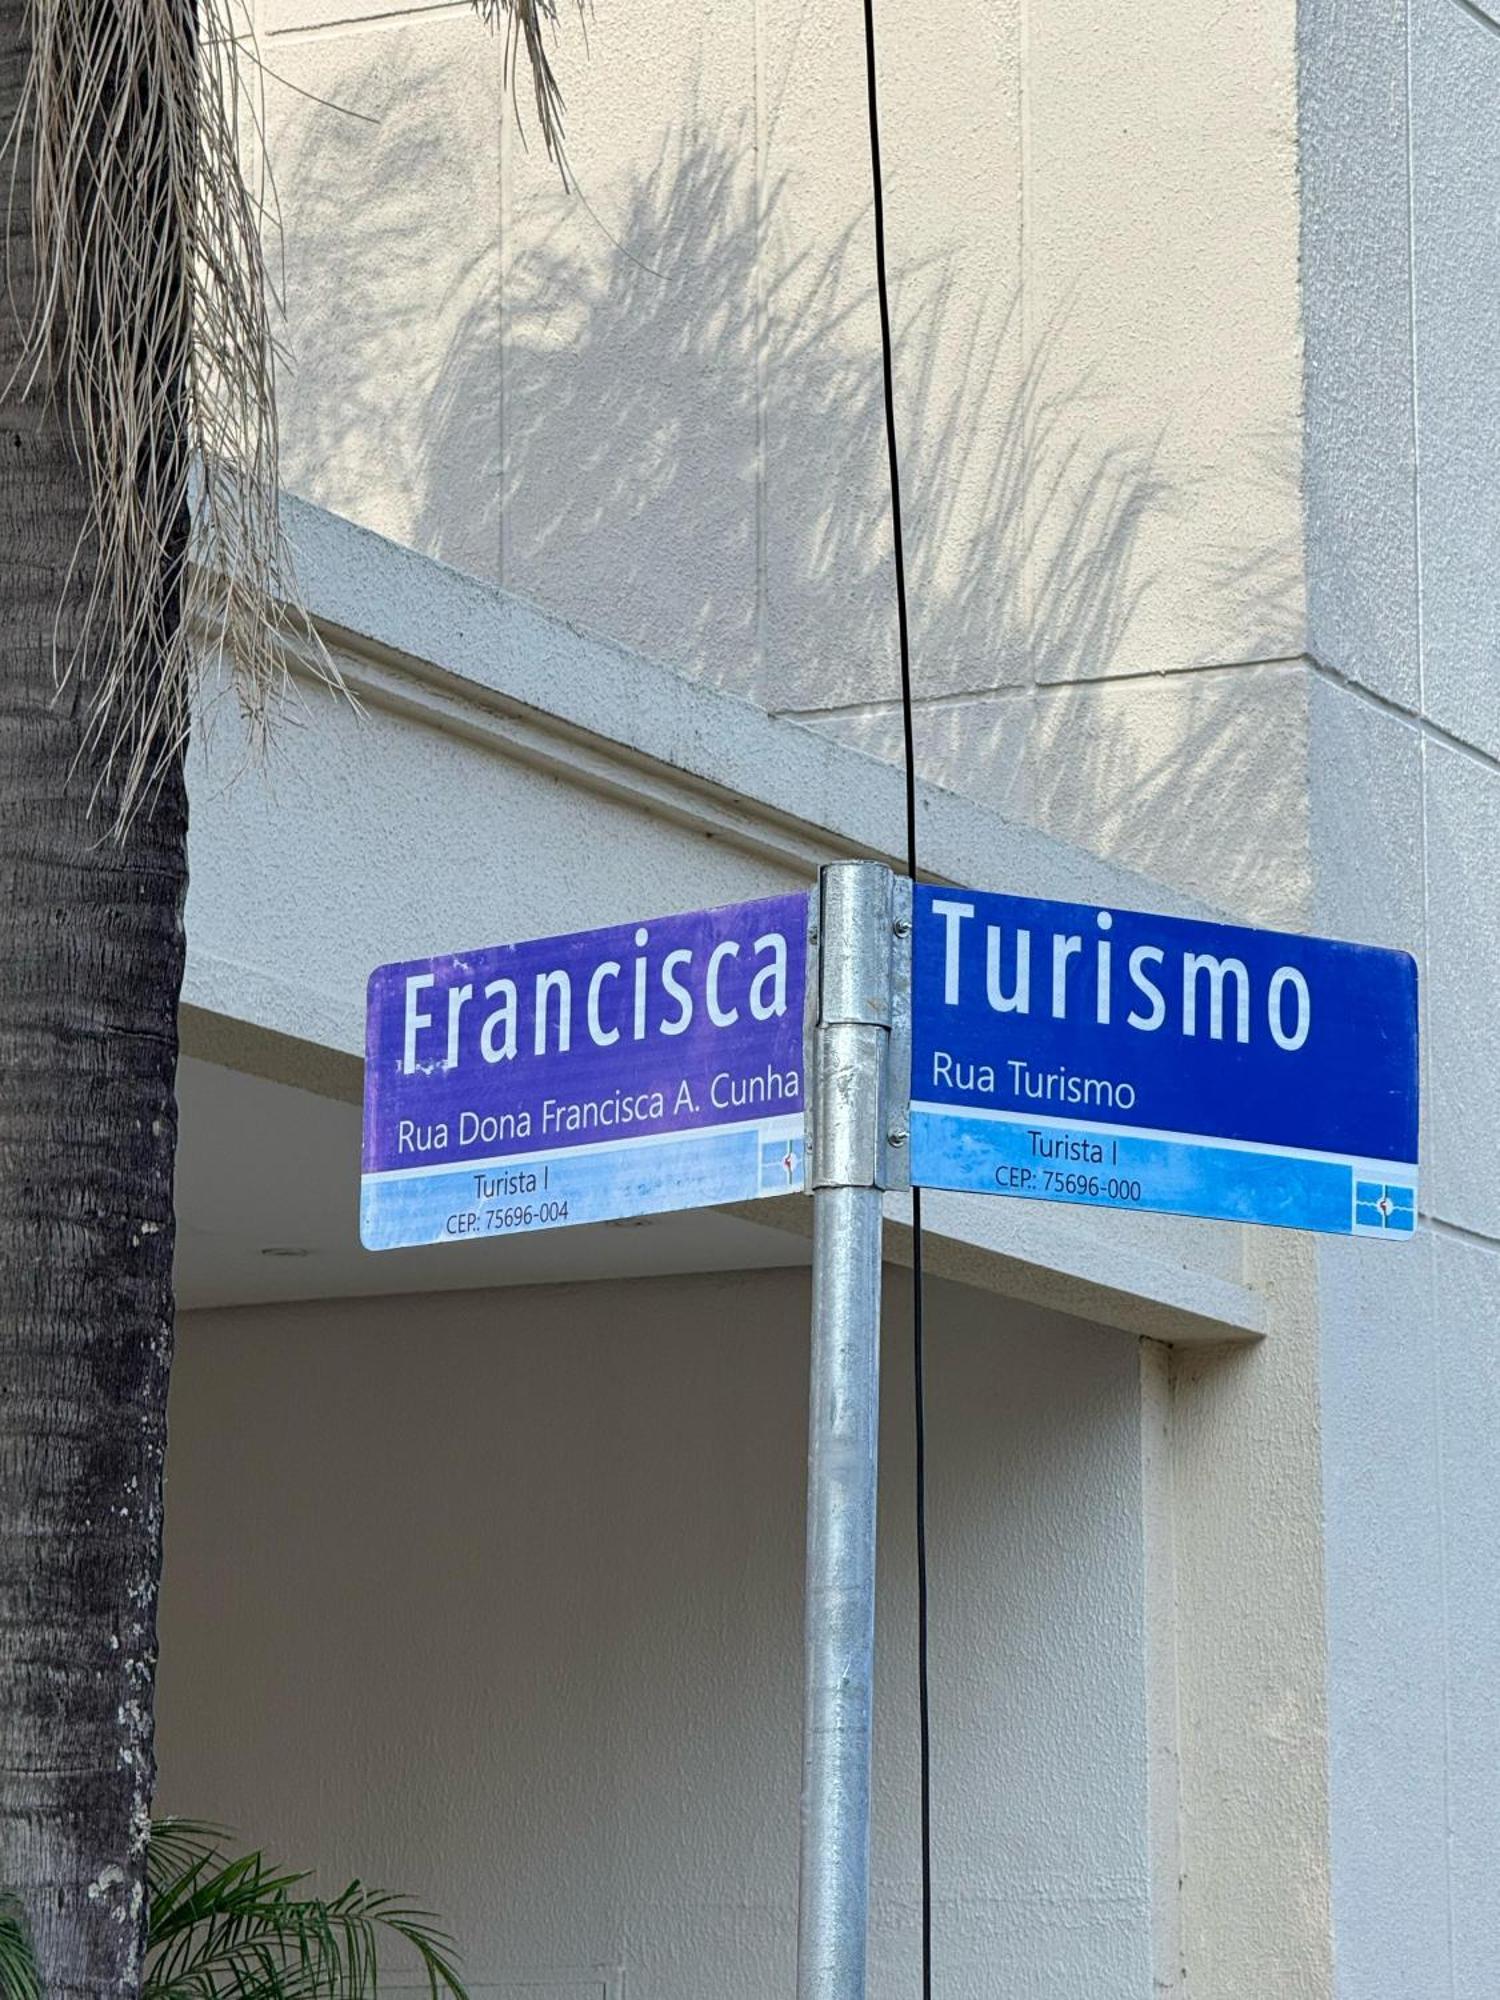 Francisca
Rua Dona Francisca A. Cunha
Turista I
CEP.: 75696-004
Turismo
Rua Turismo
Turista I
CEP.: 75696-000